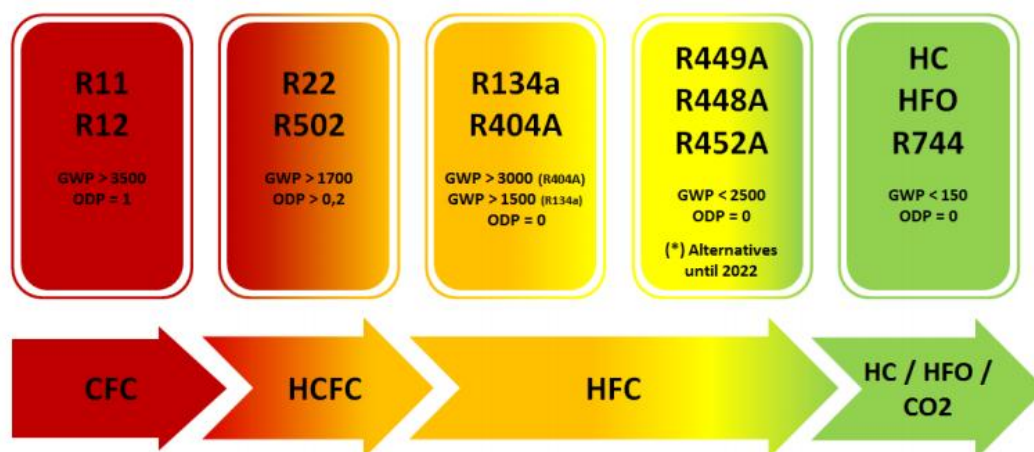 R11
R12
GWP > 3500
ODP = 1
R22
R502
GWP > 1700
ODP > 0,2
R134a
R404A
GWP > 3000 (R404A)
GWP > 1500 (R134a)
ODP = 0
R449A
R448A
R452A
GWP < 2500
ODP = 0
(*) Alternatives
until 2022
HC
HFO
R744
GWP < 150
ODP = 0
CFC
HCFC
HFC
HC / HFO /
CO2